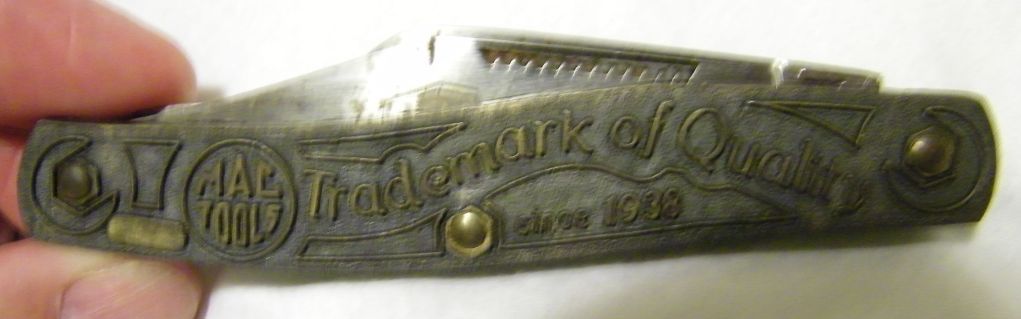 MAC
TOOLS
Trademark of Quality
since 1938